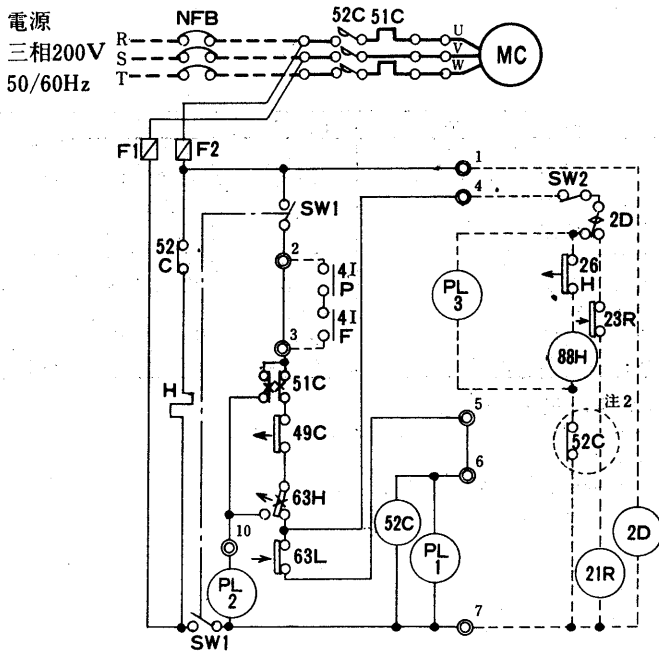 電源
三相200V
50/60Hz
R
S
T
NFB
52C 51C
U
V
W
MC
F1
F2
1
4
SW2
SW1
2D
52
C
2
41
P
41
F
PL
3
26
H
23R
3
88H
51C
H
49C
5
注2
52C
6
63H
10
52C
PL
1
2D
63L
PL
2
21R
7
SW1